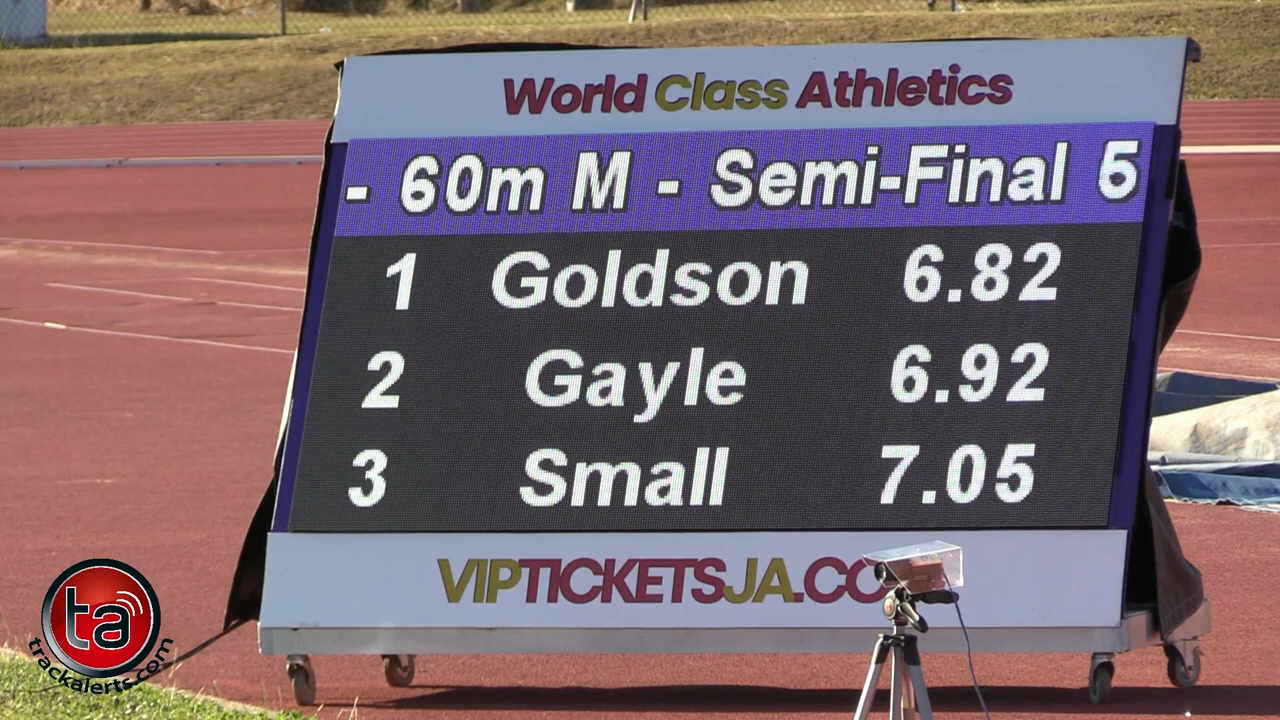 World Class Athletics
- 60m M - Semi-Final 5
1 Goldson 6.82
2 Gayle 6.92
3 Small 7.05
VIPTICKETSJA.CO
ta
trackalerts.com